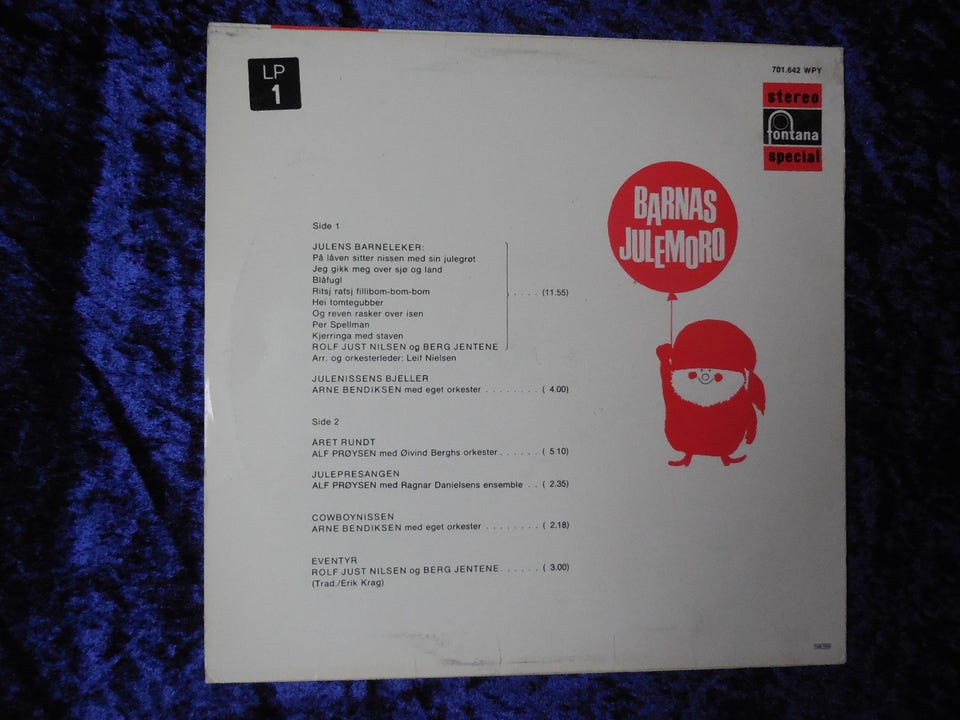 LP
1
701.642 WPY
stereo
fontana
special
BARNAS
JULEMORO
Side 1
JULENS BARNELEKER:
På låven sitter nissen med sin julegrøt
Jeg gikk meg over sjø og land
Blåfugl
Ritsj ratsj fillibom-bom-bom
Hei tomtegubber
Og reven rasker over isen
Per Spellman
Kjerringa med staven
ROLF JUST NILSEN og BERG JENTENE
. . . . (11.55)
Arr. og orkesterleder: Leif Nielsen
JULENISSENS BJELLER
ARNE BENDIKSEN med eget orkester . . . . . . . . ( 4.00)
Side 2
ÅRET RUNDT
ALF PRØYSEN med Øivind Berghs orkester . . . . . . ( 5.10)
JULEPRESANGEN
ALF PRØYSEN med Ragnar Danielsens ensemble . . ( 2.35)
COWBOYNISSEN
ARNE BENDIKSEN med eget orkester . . . . . . . . ( 2.18)
EVENTYR
ROLF JUST NILSEN og BERG JENTENE . . . . . . ( 3.00)
(Trad./Erik Krag)